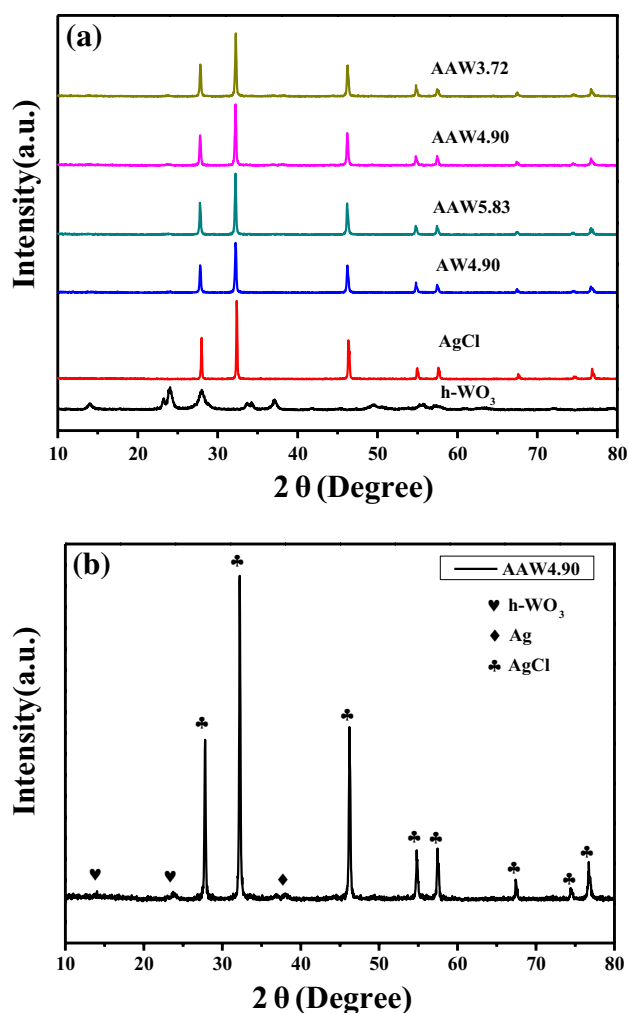 (a)
Intensity(a.u.)
AAW3.72
AAW4.90
AAW5.83
AW4.90
AgCl
h-WO₃
10 20 30 40 50 60 70 80
2 θ (Degree)
(b)
Intensity(a.u.)
AAW4.90
♥ h-WO₃
♦ Ag
♣ AgCl
10 20 30 40 50 60 70 80
2 θ (Degree)